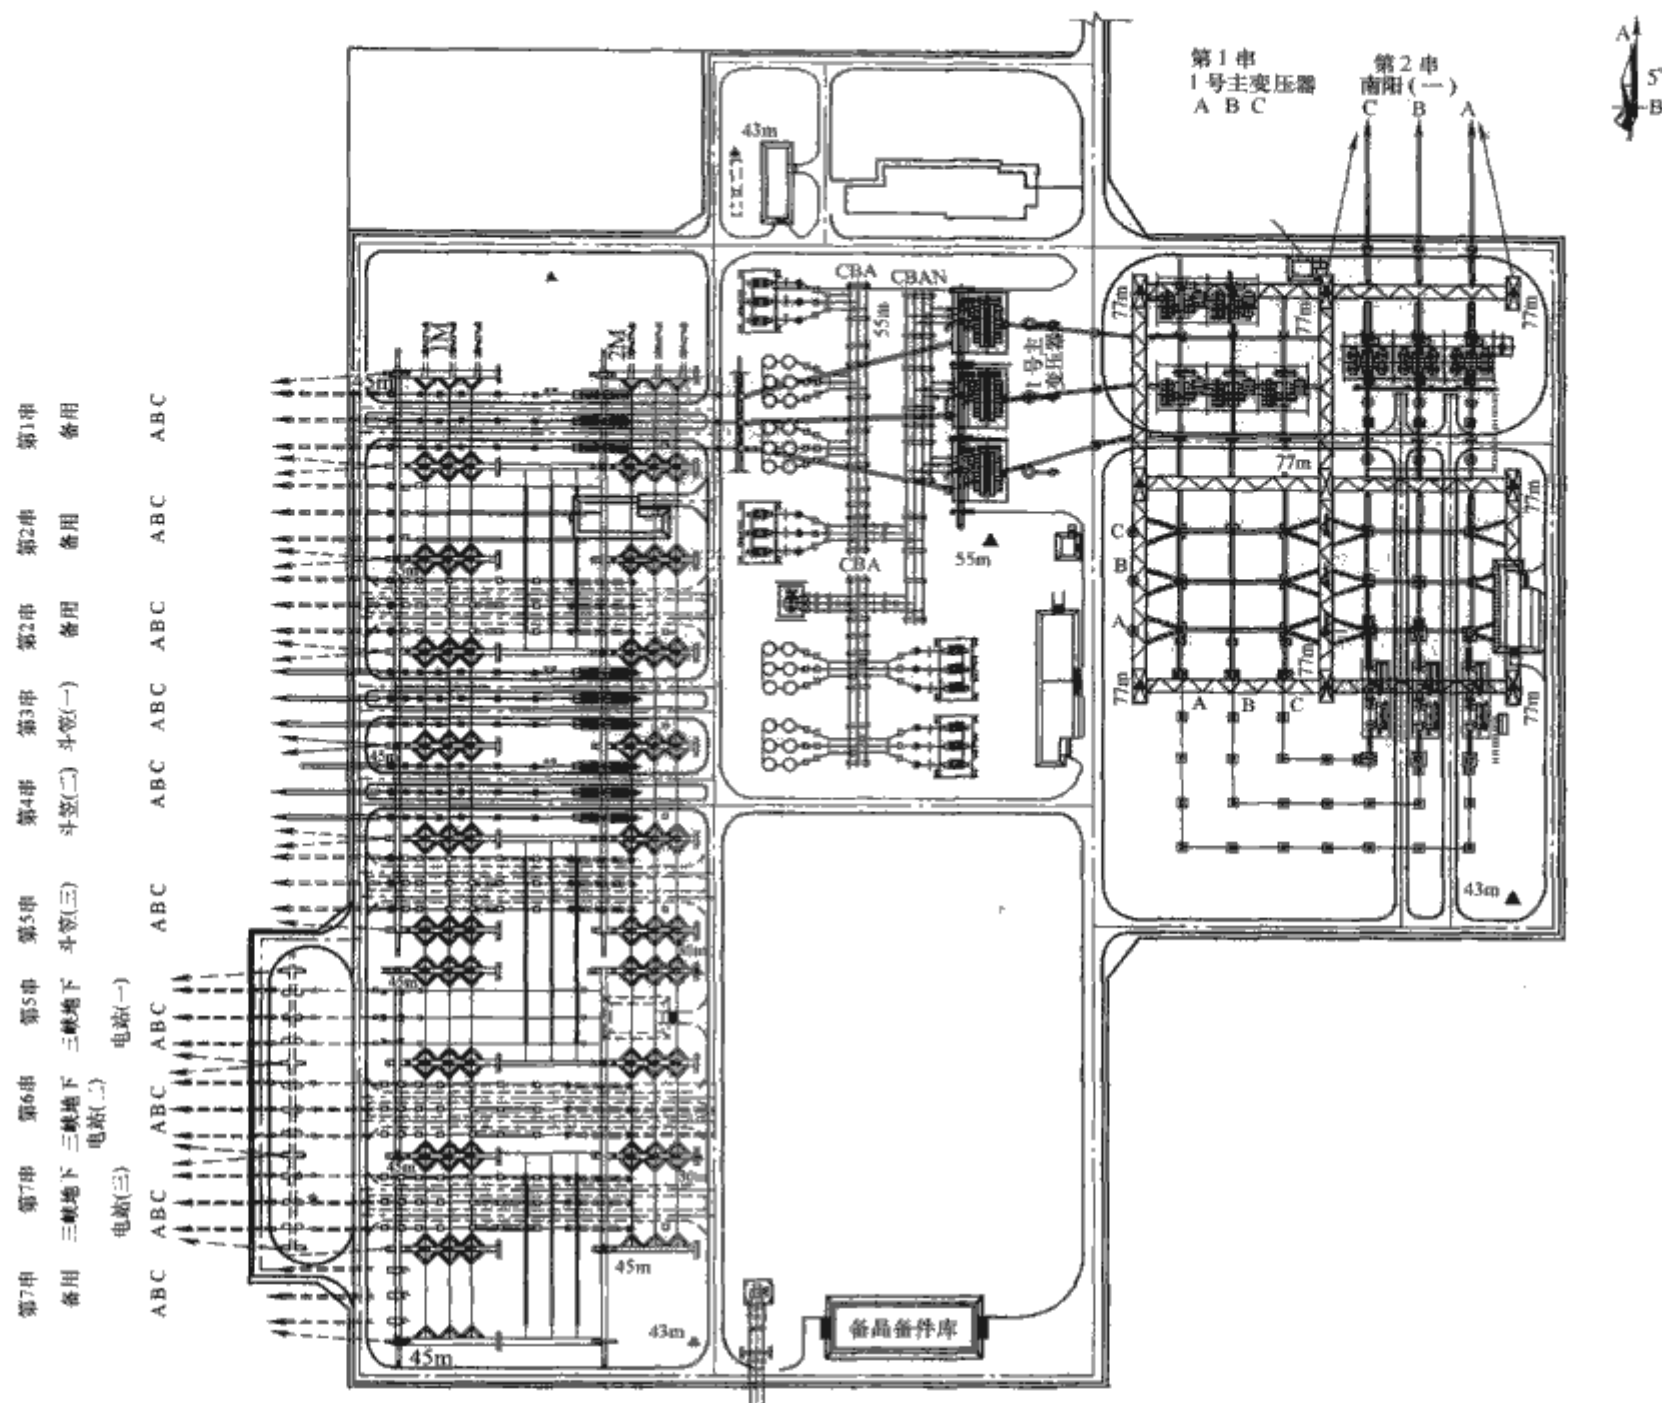 第1串
1号主变压器
A B C
第2串
南阳(一)
C B A
A
5°
B
43m
CBA
CBAN
55m
1号主
变压器
77m
77m
77m
77m
77m
77m
77m
77m
C
B
A
A B C
43m
1M
2M
CBA
55m
45m
45m
45m
45m
45m
45m
43m
备品备件库
第1串 备用 A B C
第2串 备用 A B C
第2串 备用 A B C
第3串 斗笠(一) A B C
第4串 斗笠(二) A B C
第5串 斗笠(三) A B C
第5串 三峡地下
电站(一) A B C
第6串 三峡地下
电站(二) A B C
第7串 三峡地下
电站(三) A B C
第7串 备用 A B C